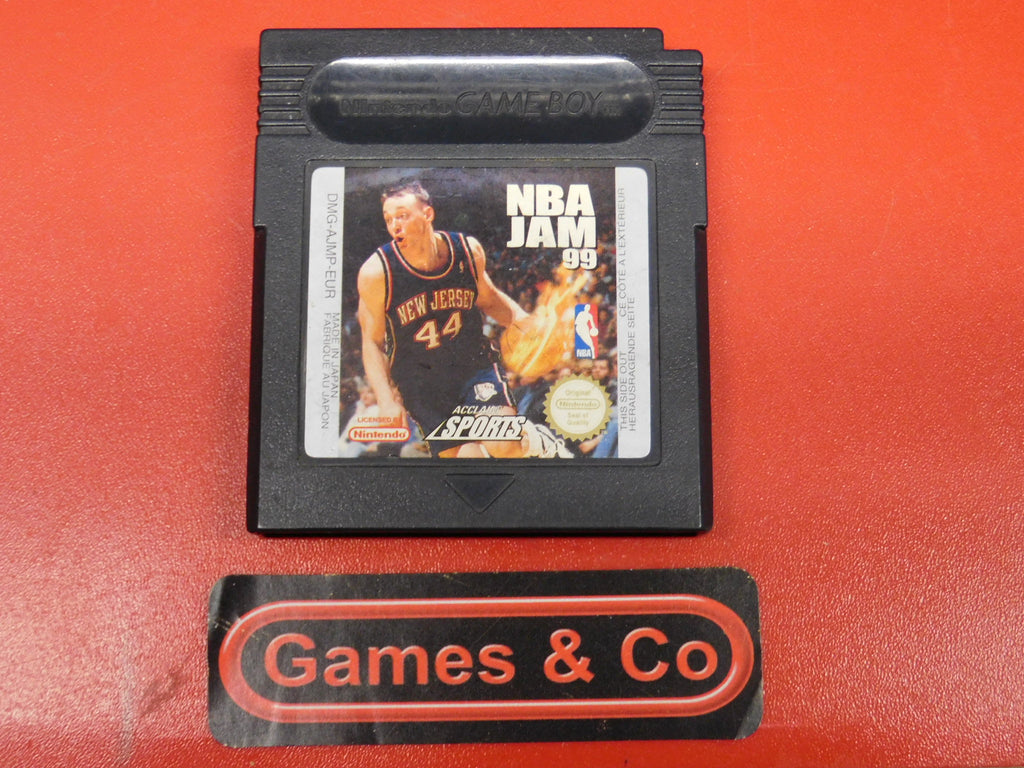 Nintendo GAME BOY
NBA
JAM
99
NEW JERSEY
44
NBA
LICENSED BY
Nintendo
ACCLAIM
SPORTS
Original
Nintendo
Seal of
Quality
DMG-AJMP-EUR
MADE IN JAPAN
FABRIQUÉ AU JAPON
THIS SIDE OUT CE CÔTÉ A L'EXTÉRIEUR
HERAUSRAGENDE SEITE
Games & Co